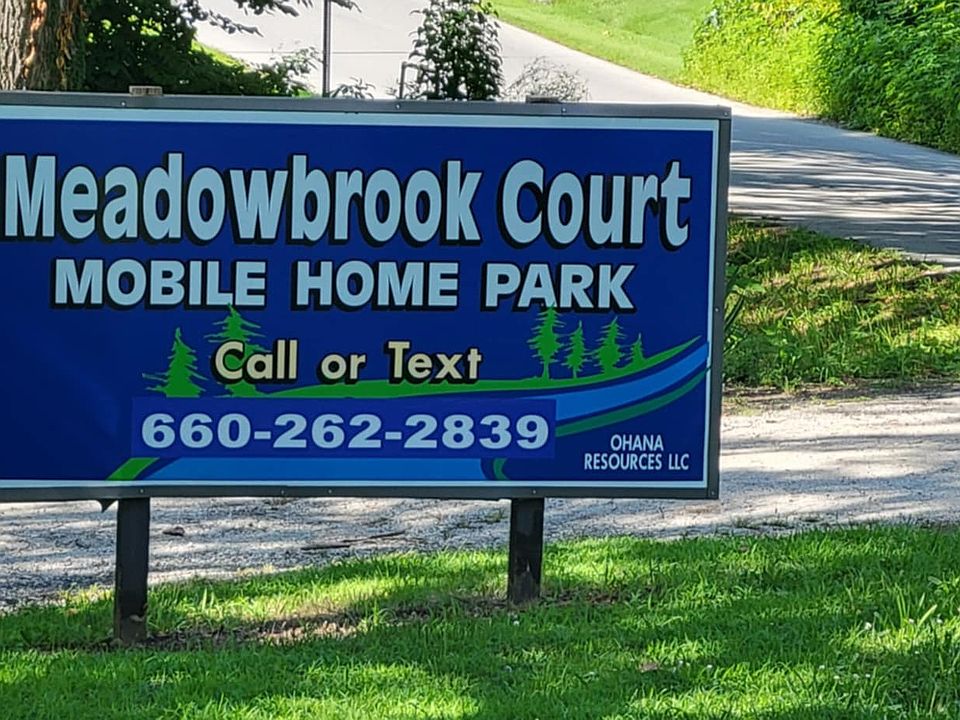 Meadowbrook Court
MOBILE HOME PARK
Call or Text
660-262-2839
OHANA
RESOURCES LLC